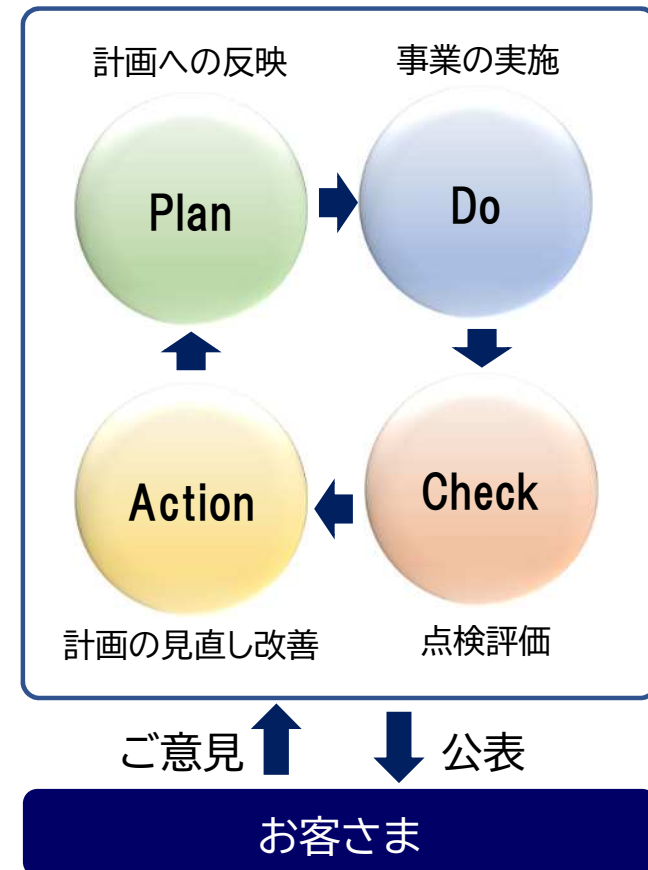 計画への反映
事業の実施
Plan
Do
Action
Check
計画の見直し改善
点検評価
ご意見
公表
お客さま